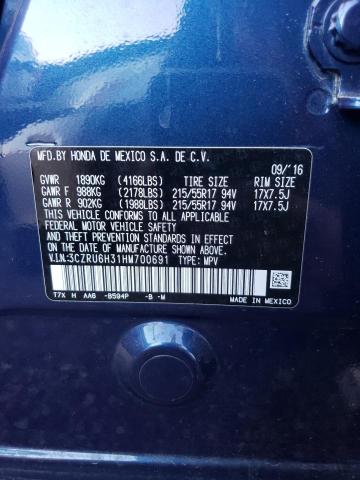 MFD.BY HONDA DE MEXICO S.A. DE C.V.
09/'16
GVWR 1890KG (4166LBS) TIRE SIZE RIM SIZE
GAWR F 988KG (2178LBS) 215/55R17 94V 17X7.5J
GAWR R 902KG (1988LBS) 215/55R17 94V 17X7.5J
THIS VEHICLE CONFORMS TO ALL APPLICABLE
FEDERAL MOTOR VEHICLE SAFETY STANDARDS
IN EFFECT ON THE DATE OF MANUFACTURE
SHOWN ABOVE.
V.I.N:3CZRU6H31HM700691 TYPE: MPV
T7X H AA6 -B594P -B -M
MADE IN MEXICO